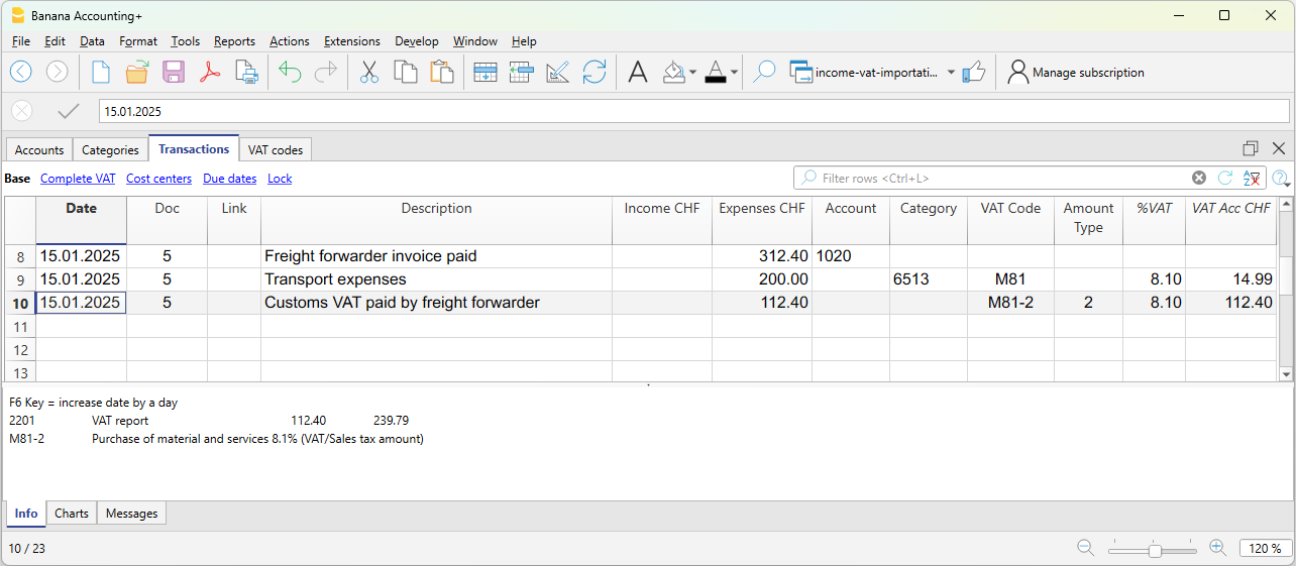 Banana Accounting+
File Edit Data Format Tools Reports Actions Extensions Develop Window Help
income-vat-importati... Manage subscription
15.01.2025
Accounts Categories Transactions VAT codes
Base Complete VAT Cost centers Due dates Lock Filter rows <Ctrl+L>
Date Doc Link Description Income CHF Expenses CHF Account Category VAT Code Amount Type %VAT VAT Acc CHF
8 15.01.2025 5 Freight forwarder invoice paid 312.40 1020
9 15.01.2025 5 Transport expenses 200.00 6513 M81 8.10 14.99
10 15.01.2025 5 Customs VAT paid by freight forwarder 112.40 M81-2 2 8.10 112.40
11
12
13
F6 Key = increase date by a day
2201 VAT report 112.40 239.79
M81-2 Purchase of material and services 8.1% (VAT/Sales tax amount)
Info Charts Messages
10 / 23 120 %